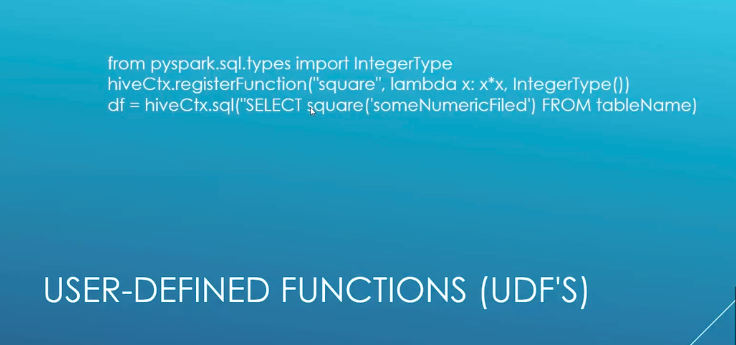 from pyspark.sql.types import IntegerType
hiveCtx.registerFunction("square", lambda x: x*x, IntegerType())
df = hiveCtx.sql("SELECT square('someNumericFiled') FROM tableName)
USER-DEFINED FUNCTIONS (UDF'S)